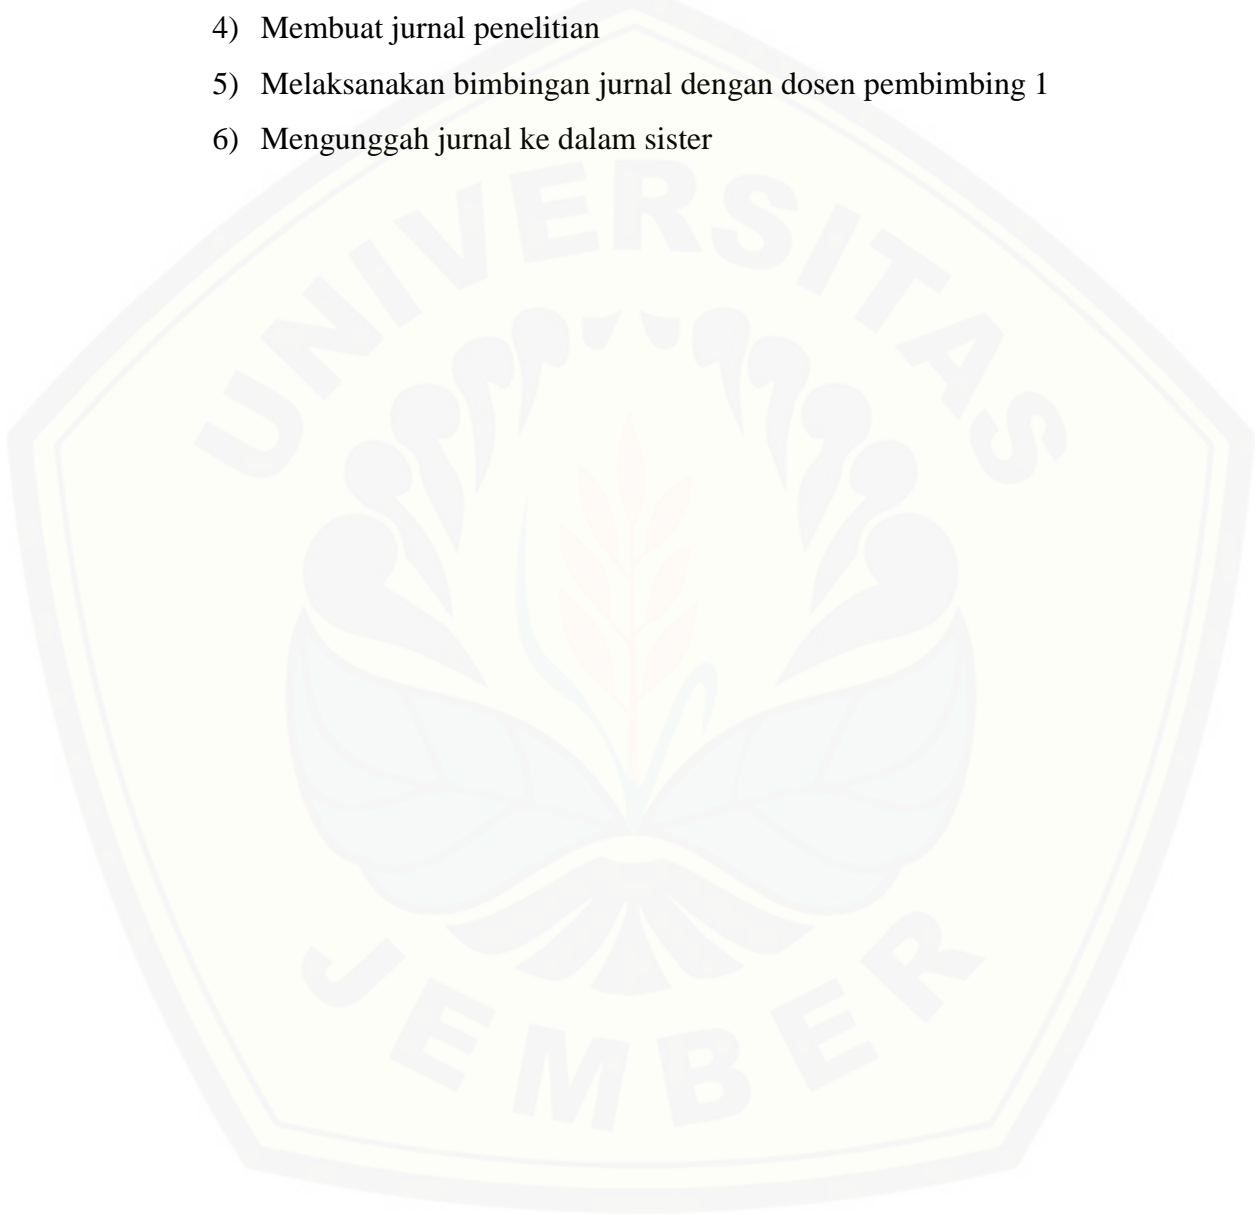 4) Membuat jurnal penelitian
5) Melaksanakan bimbingan jurnal dengan dosen pembimbing 1
6) Mengunggah jurnal ke dalam sister
UNIVERSITAS
JEMBER